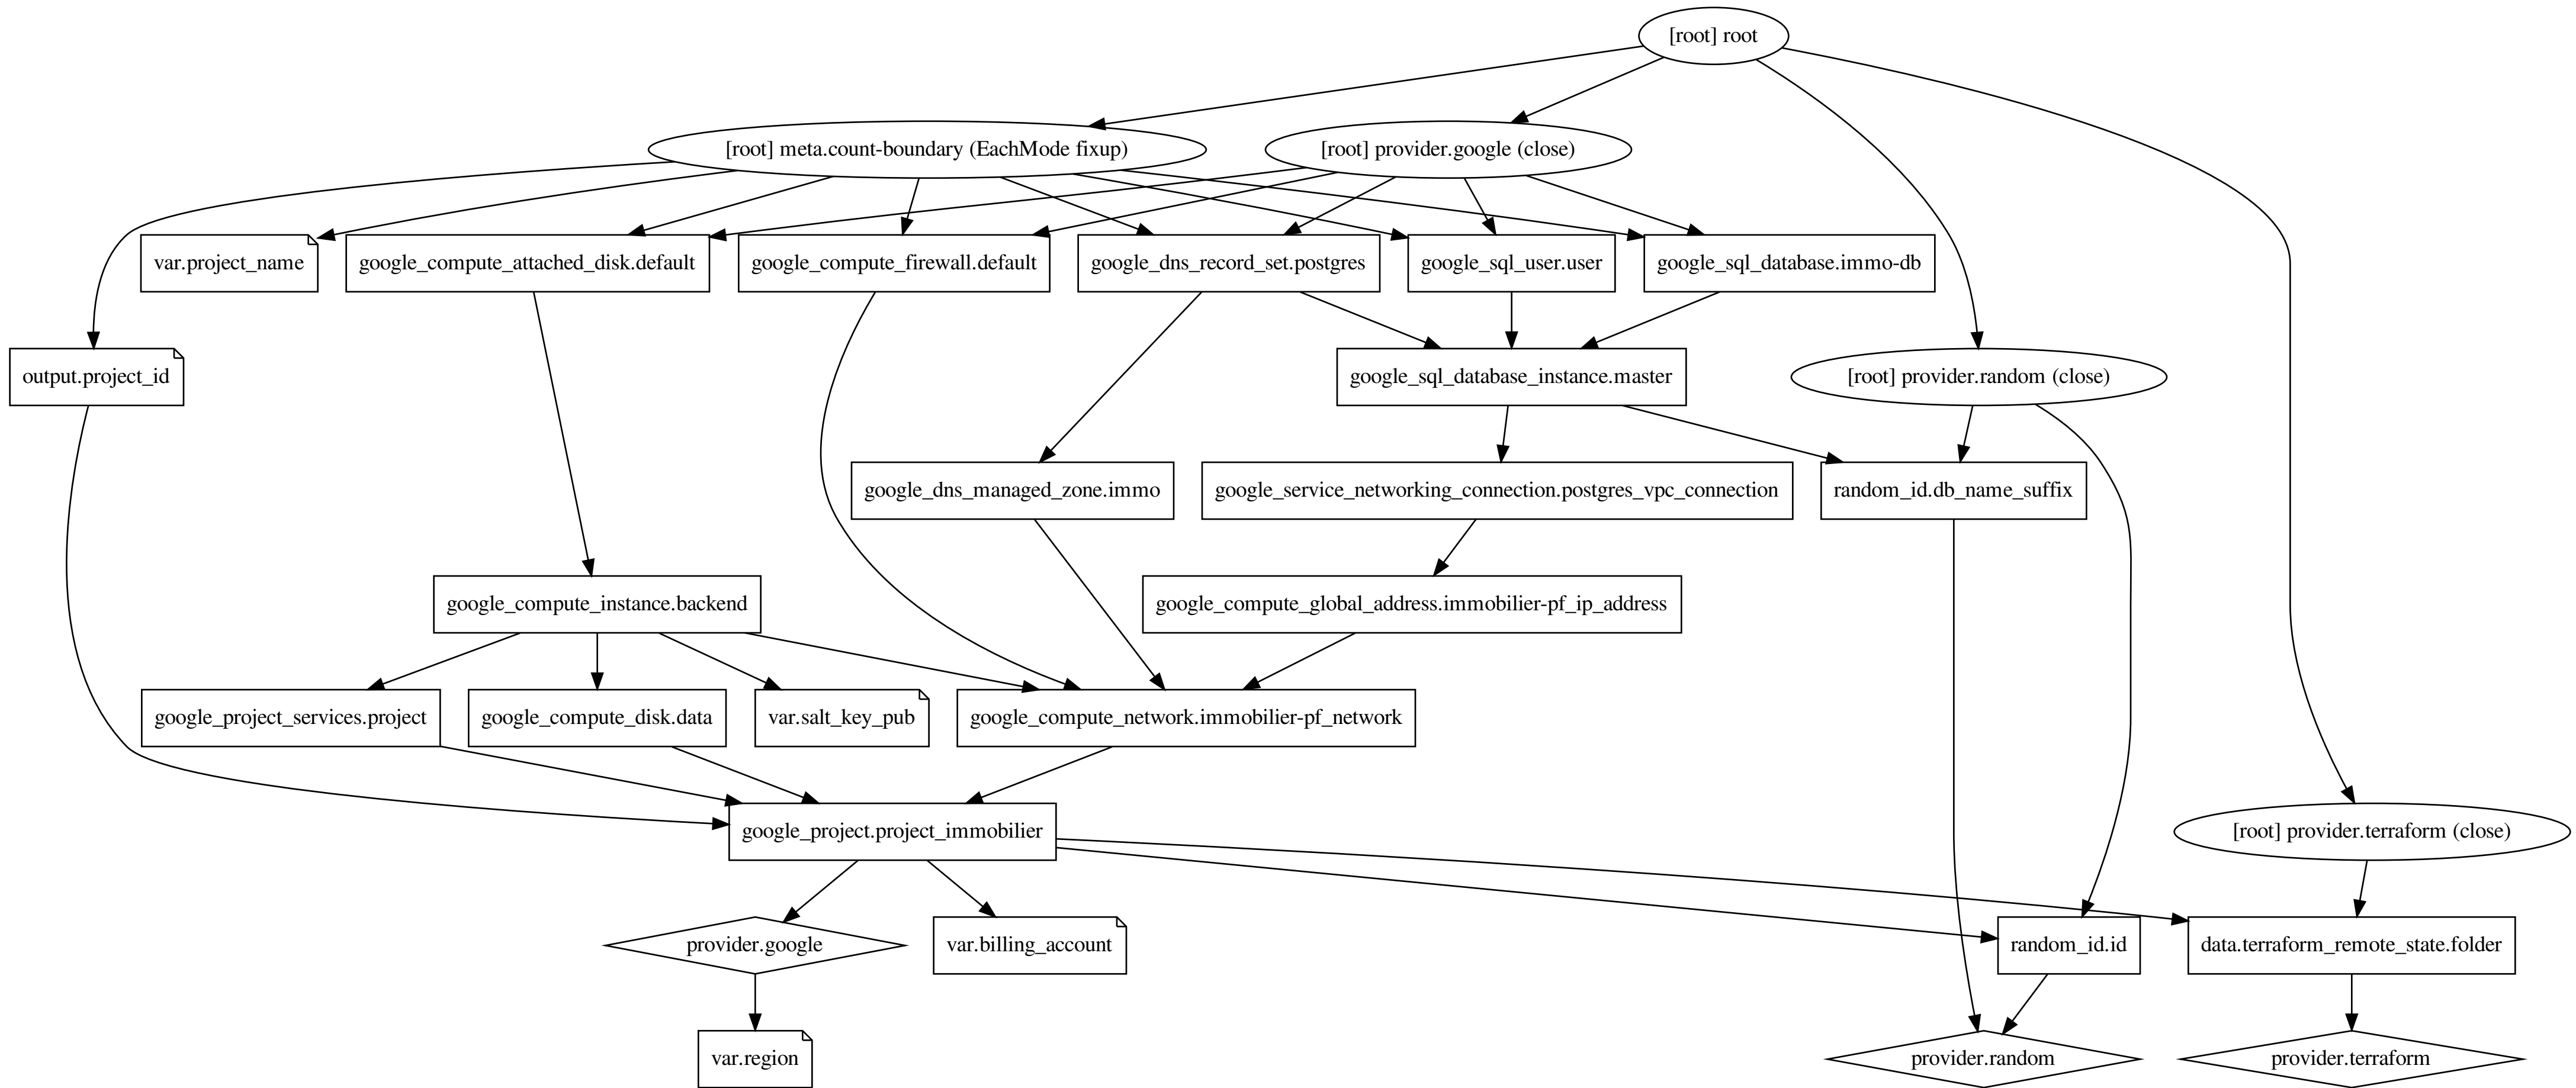 [root] root
[root] meta.count-boundary (EachMode fixup)
[root] provider.google (close)
var.project_name
google_compute_attached_disk.default
google_compute_firewall.default
google_dns_record_set.postgres
google_sql_user.user
google_sql_database.immo-db
output.project_id
google_sql_database_instance.master
[root] provider.random (close)
google_dns_managed_zone.immo
google_service_networking_connection.postgres_vpc_connection
random_id.db_name_suffix
google_compute_instance.backend
google_compute_global_address.immobilier-pf_ip_address
google_project_services.project
google_compute_disk.data
var.salt_key_pub
google_compute_network.immobilier-pf_network
google_project.project_immobilier
[root] provider.terraform (close)
provider.google
var.billing_account
random_id.id
data.terraform_remote_state.folder
var.region
provider.random
provider.terraform